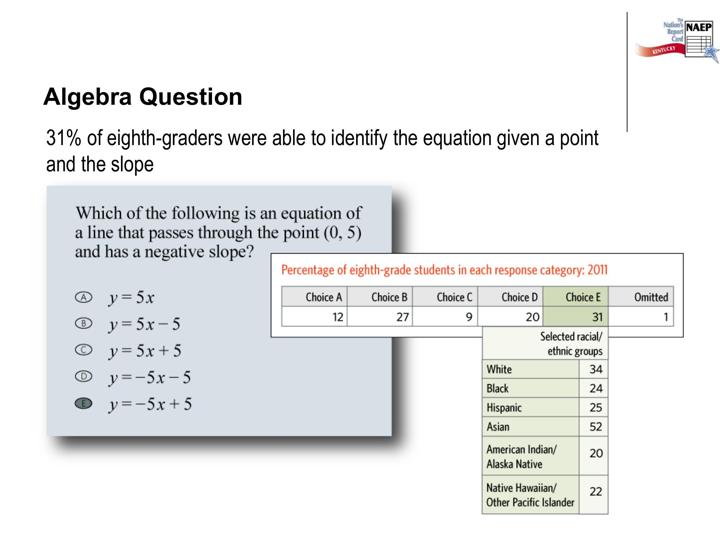 The
Nation's
Report
Card
NAEP
KENTUCKY
Algebra Question
31% of eighth-graders were able to identify the equation given a point
and the slope
Which of the following is an equation of
a line that passes through the point (0, 5)
and has a negative slope?
A y = 5x
B y = 5x − 5
C y = 5x + 5
D y = −5x − 5
E y = −5x + 5
Percentage of eighth-grade students in each response category: 2011
Choice A Choice B Choice C Choice D Choice E Omitted
12 27 9 20 31 1
Selected racial/
ethnic groups
White 34
Black 24
Hispanic 25
Asian 52
American Indian/
Alaska Native 20
Native Hawaiian/
Other Pacific Islander 22